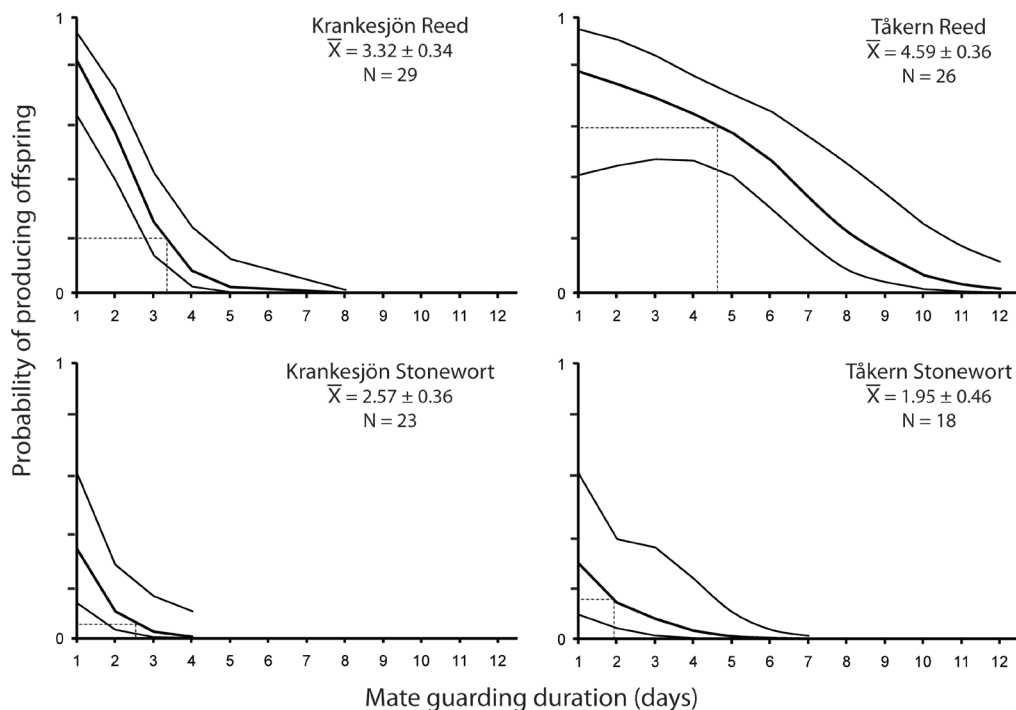 Probability of producing offspring
Krankesjön Reed
X̅ = 3.32 ± 0.34
N = 29
1
0
1 2 3 4 5 6 7 8 9 10 11 12
Tåkern Reed
X̅ = 4.59 ± 0.36
N = 26
1
0
1 2 3 4 5 6 7 8 9 10 11 12
Krankesjön Stonewort
X̅ = 2.57 ± 0.36
N = 23
1
0
1 2 3 4 5 6 7 8 9 10 11 12
Tåkern Stonewort
X̅ = 1.95 ± 0.46
N = 18
1
0
1 2 3 4 5 6 7 8 9 10 11 12
Mate guarding duration (days)